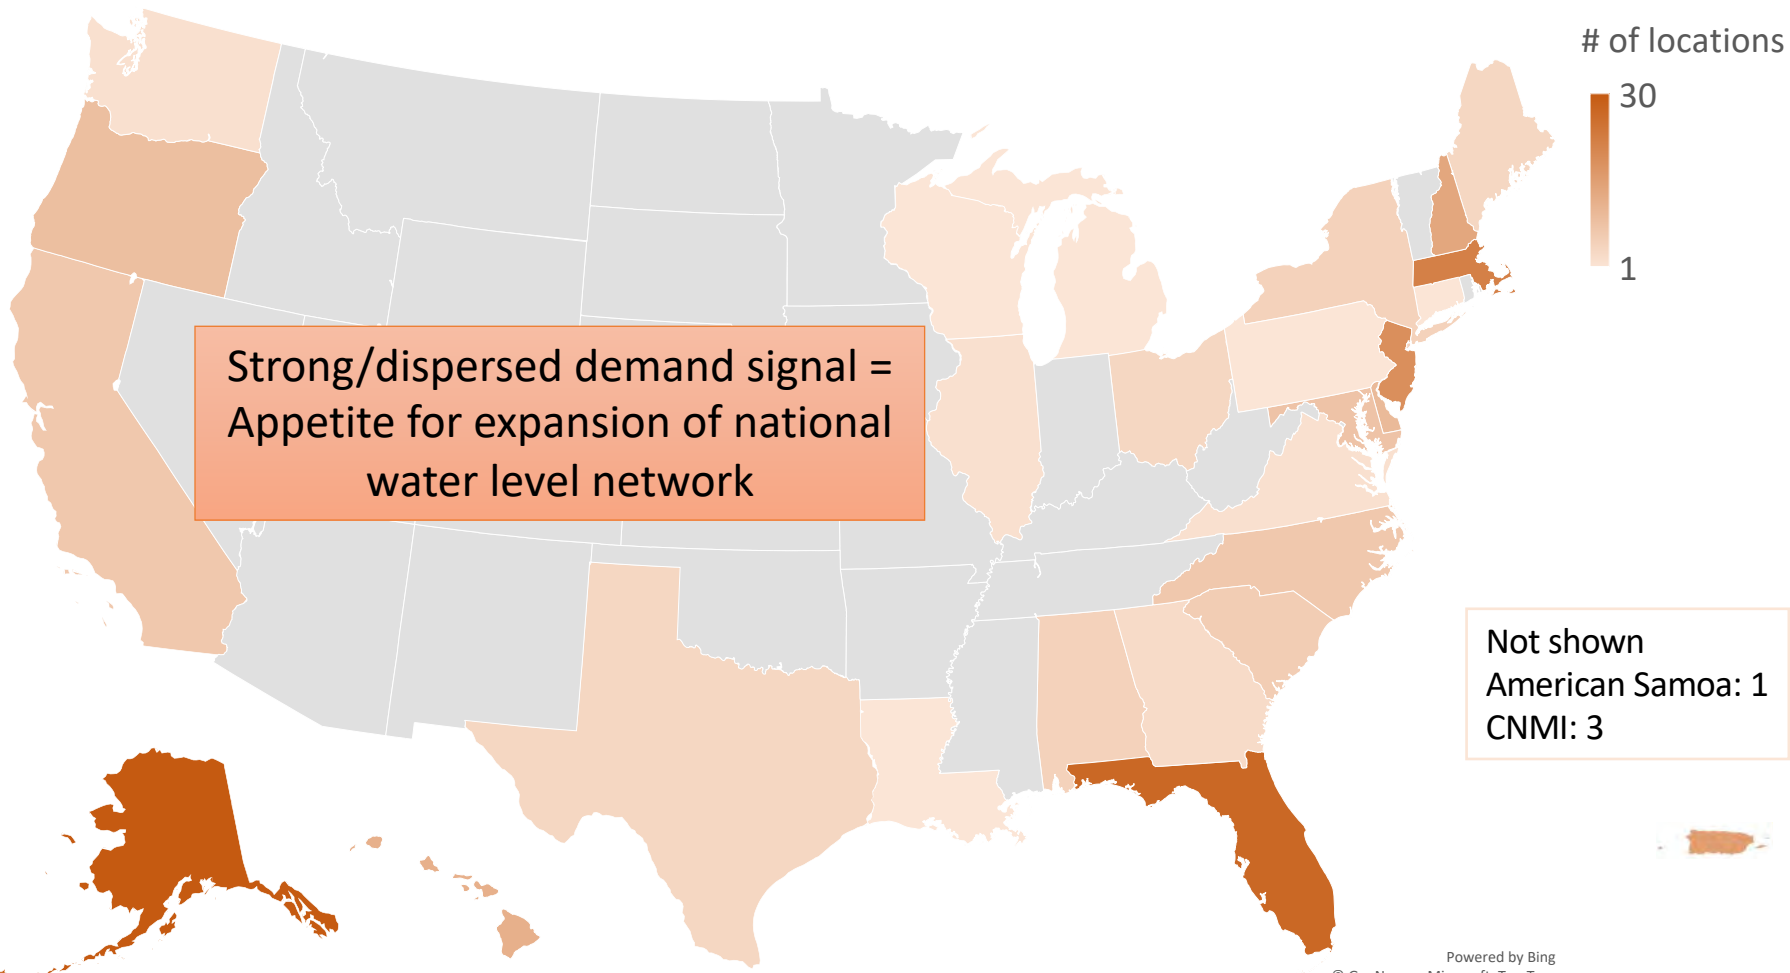 # of locations
30
1
Strong/dispersed demand signal =
Appetite for expansion of national
water level network
Not shown
American Samoa: 1
CNMI: 3
Powered by Bing